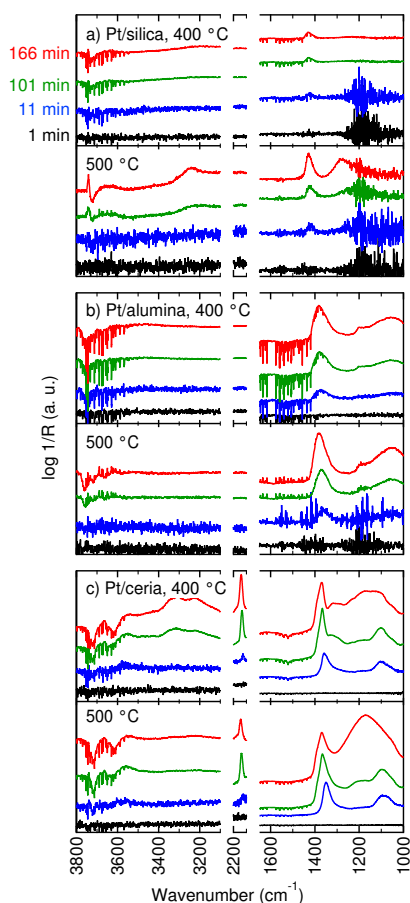 a) Pt/silica, 400 °C
166 min
101 min
11 min
1 min
500 °C
b) Pt/alumina, 400 °C
500 °C
c) Pt/ceria, 400 °C
500 °C
log 1/R (a. u.)
3800
3600
3400
3200
2200
1600
1400
1200
1000
Wavenumber (cm⁻¹)